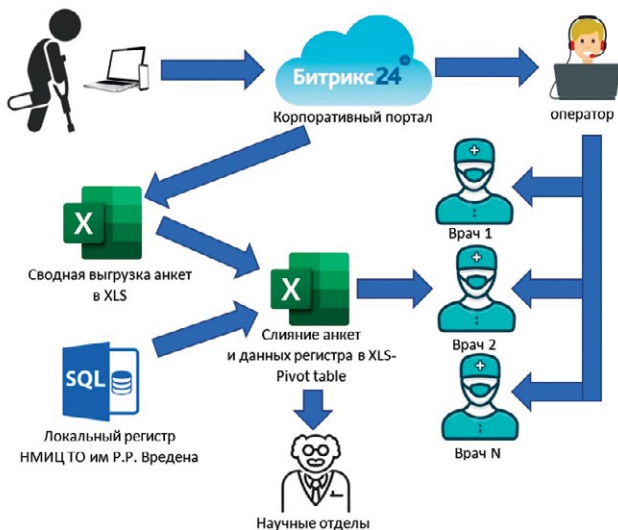 Битрикс24
Корпоративный портал
оператор
Врач 1
X
Сводная выгрузка анкет
в XLS
X
Слияние анкет
и данных регистра в XLS-
Pivot table
Врач 2
SQL
Локальный регистр
НМИЦ ТО им Р.Р. Вредена
Врач N
Научные отделы